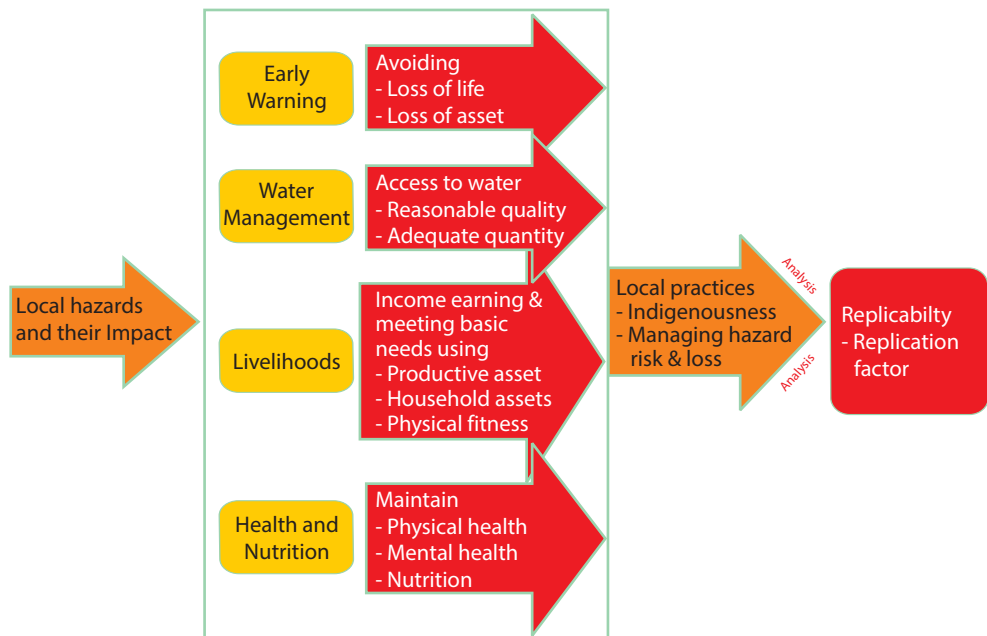 Local hazards
and their Impact
Early
Warning
Avoiding
- Loss of life
- Loss of asset
Water
Management
Access to water
- Reasonable quality
- Adequate quantity
Livelihoods
Income earning &
meeting basic
needs using
- Productive asset
- Household assets
- Physical fitness
Health and
Nutrition
Maintain
- Physical health
- Mental health
- Nutrition
Local practices
- Indigenousness
- Managing hazard
risk & loss
Analysis
Analysis
Replicabilty
- Replication
factor